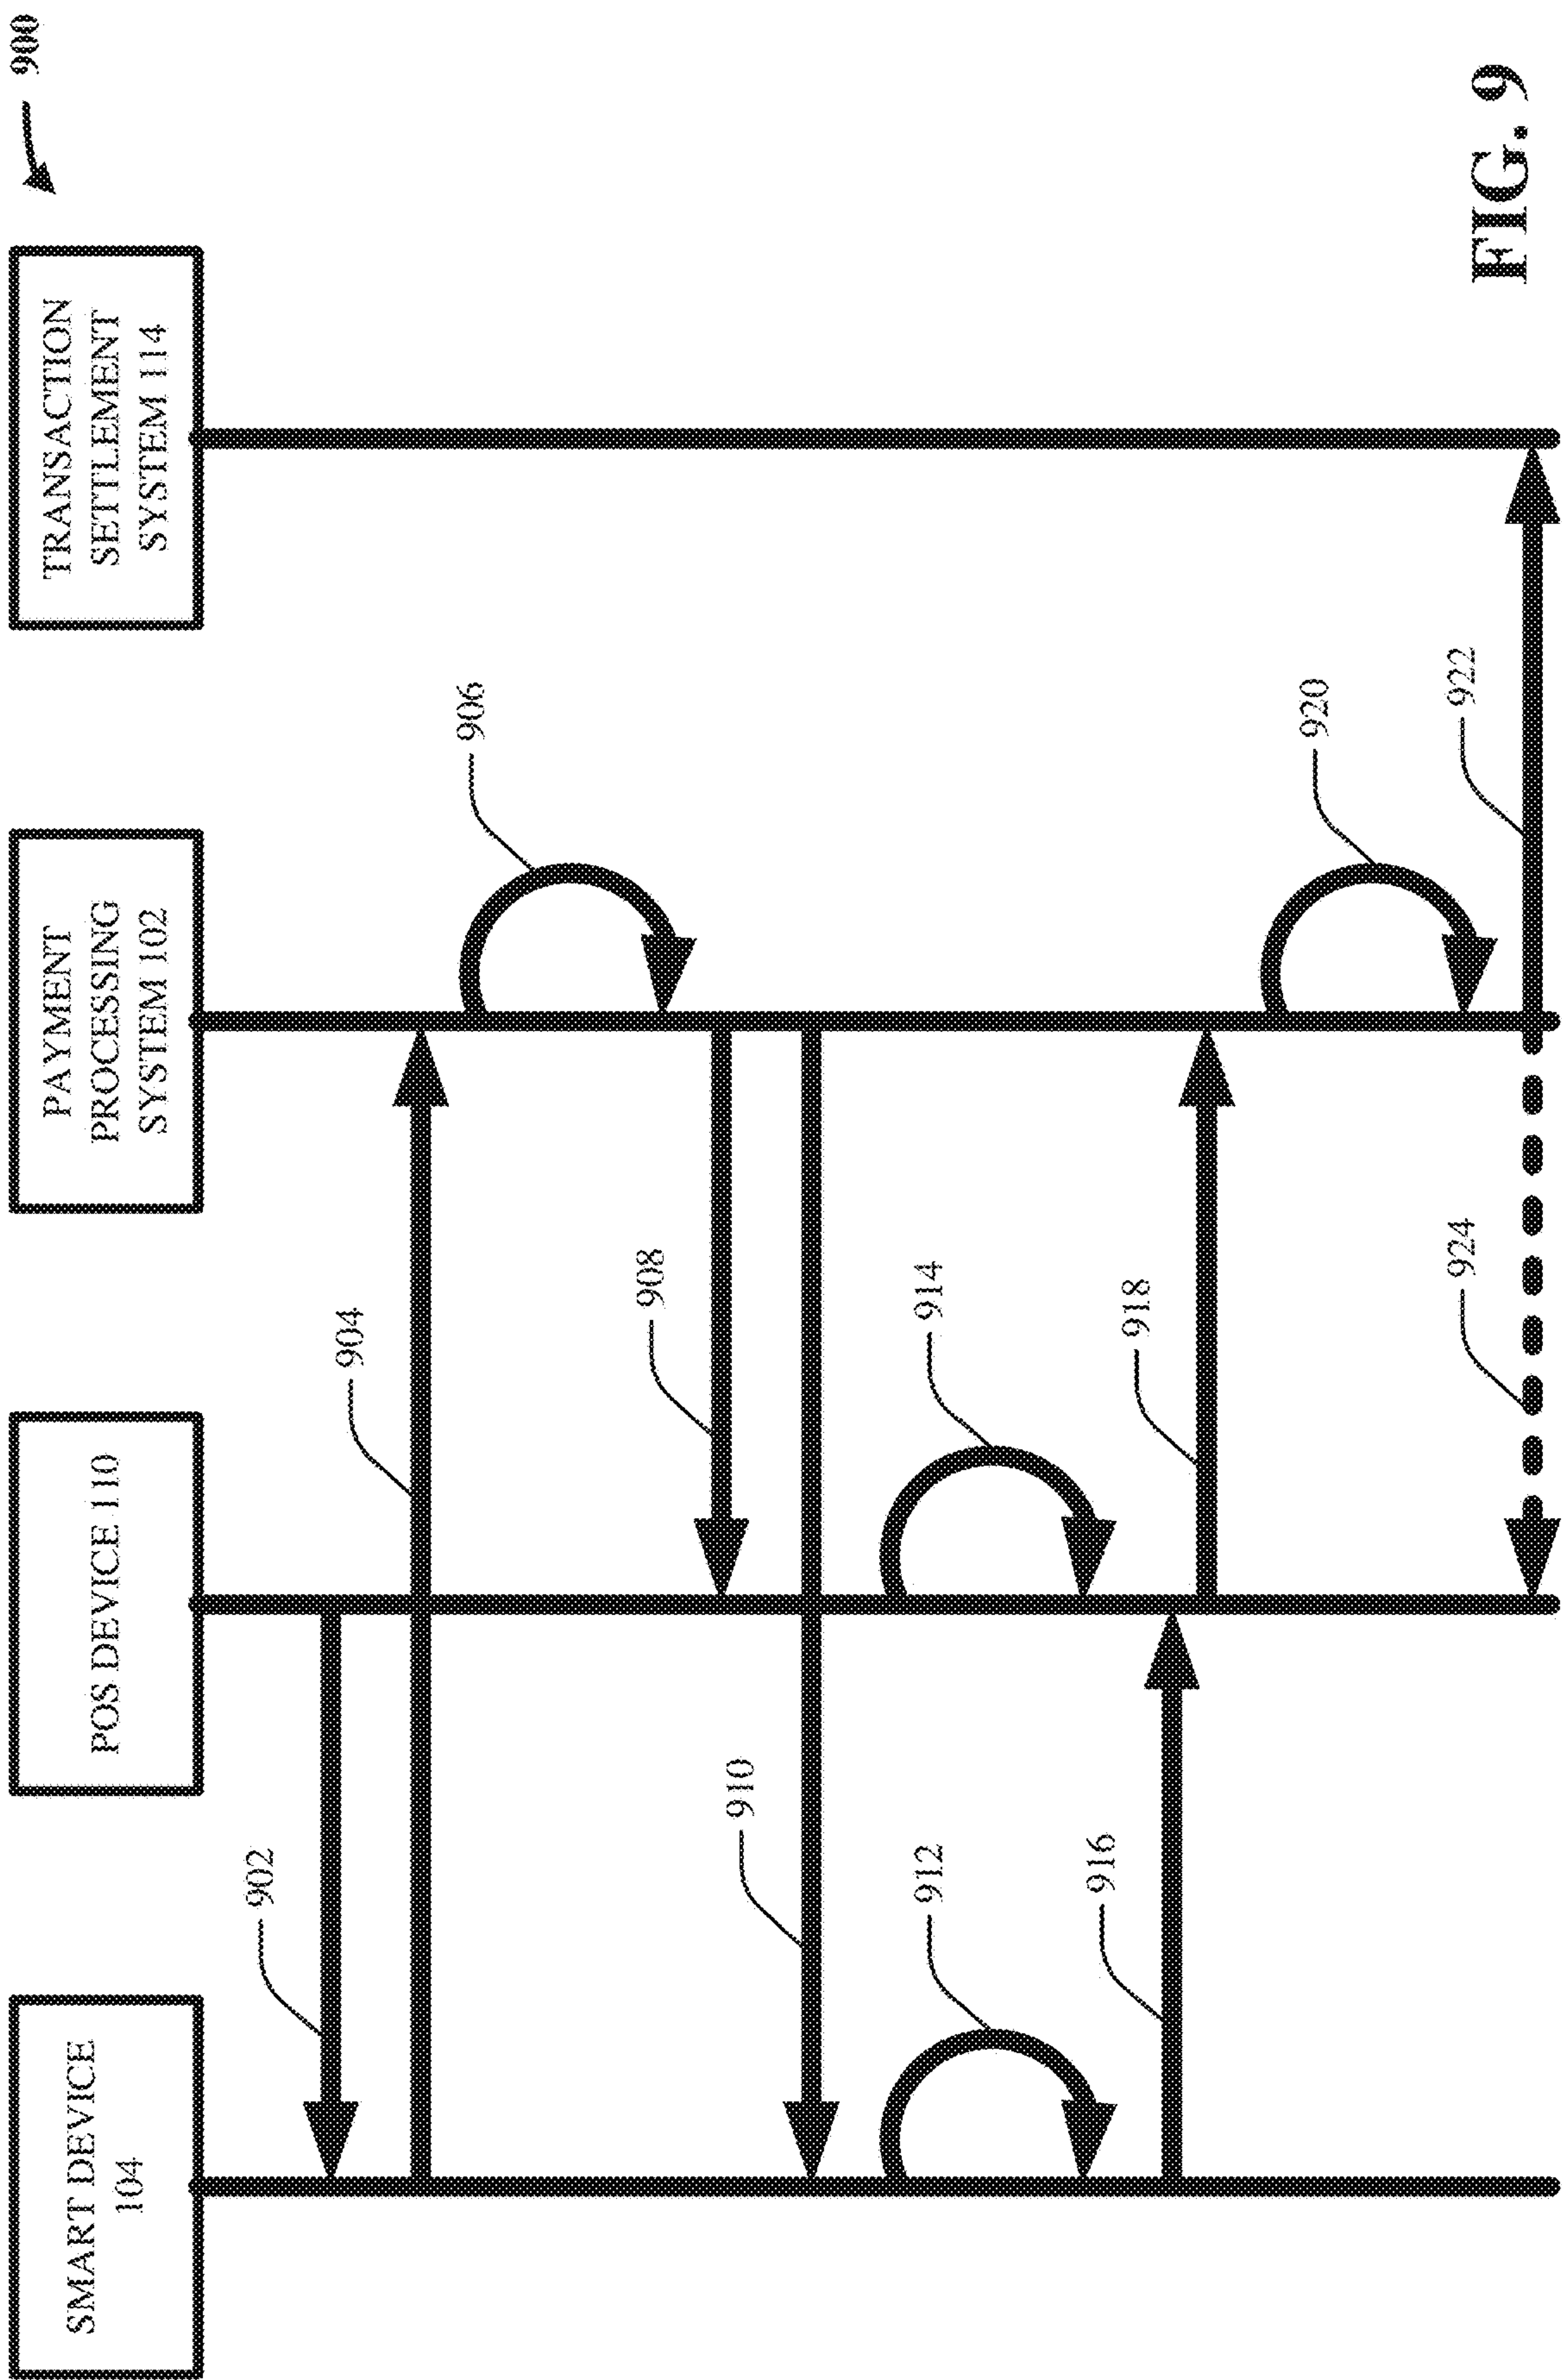 900
SMART DEVICE
104
POS DEVICE 110
PAYMENT
PROCESSING
SYSTEM 102
TRANSACTION
SETTLEMENT
SYSTEM 114
902
904
906
908
910
912
914
916
918
920
922
924
FIG. 9